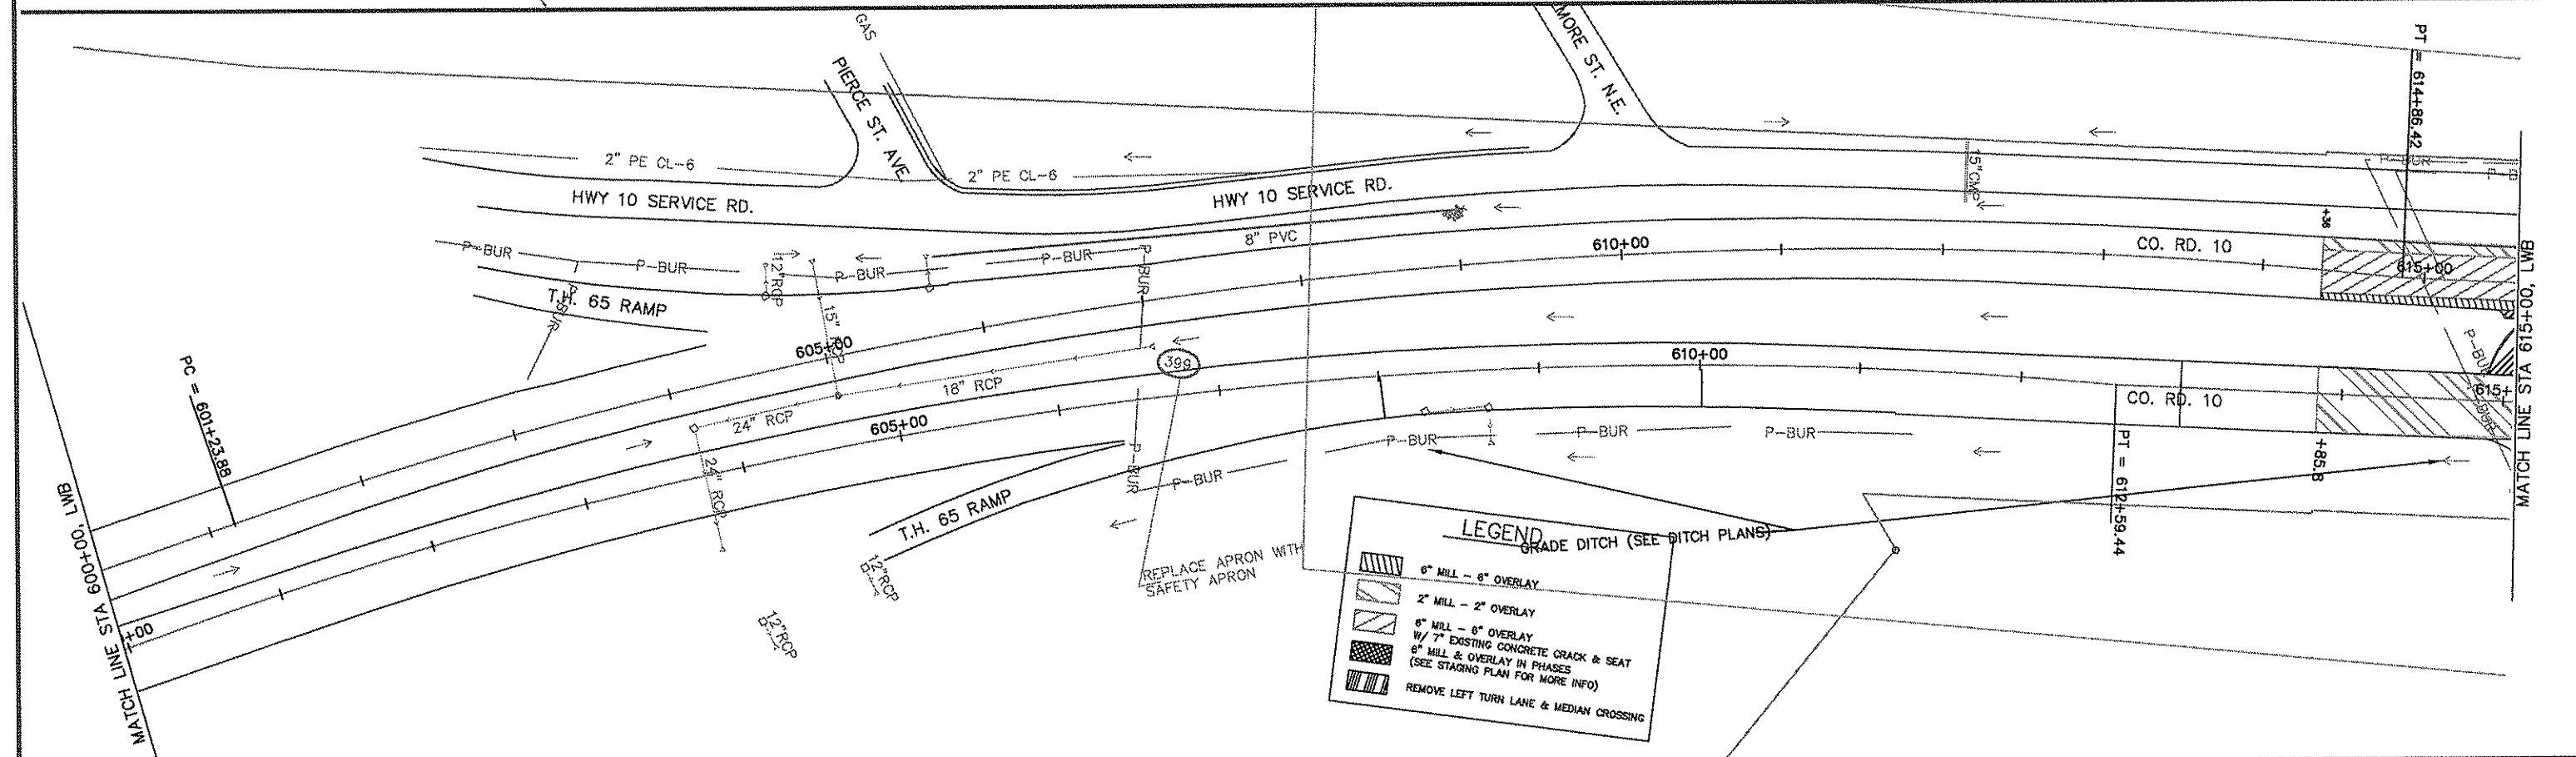 GAS
PIERCE ST. AVE.
MORE ST. N.E.
PT = 614+86.42
2" PE CL-6
2" PE CL-6
HWY 10 SERVICE RD.
HWY 10 SERVICE RD.
15" CMP
P-BUR
+36
P-BUR
P-BUR
P-BUR
P-BUR
P-BUR
8" PVC
610+00
CO. RD. 10
615+00
12"RCP
P-BUR
T.H. 65 RAMP
15"
605+00
399
610+00
P-BUR
18" RCP
24" RCP
605+00
CO. RD. 10
615+
P-BUR
PC = 601+23.88
24" RCP
P-BUR
P-BUR
P-BUR
P-BUR
P-BUR
PT = 612+59.44
+85.8
T.H. 65 RAMP
12"RCP
12"RCP
REPLACE APRON WITH
SAFETY APRON
GRADE DITCH (SEE DITCH PLANS)
LEGEND
6" MILL - 6" OVERLAY
2" MILL - 2" OVERLAY
6" MILL - 6" OVERLAY
W/ 7" EXISTING CONCRETE CRACK & SEAT
6" MILL & OVERLAY IN PHASES
(SEE STAGING PLAN FOR MORE INFO)
REMOVE LEFT TURN LANE & MEDIAN CROSSING
MATCH LINE STA 600+00, LWB
+00
MATCH LINE STA 615+00, LWB